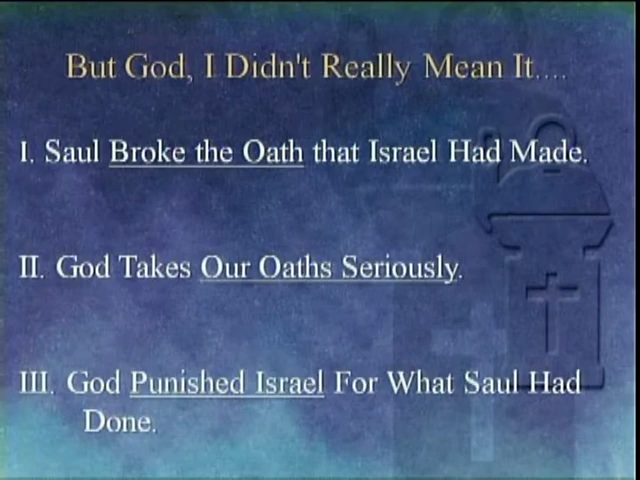 But God, I Didn't Really Mean It....
I. Saul Broke the Oath that Israel Had Made.
II. God Takes Our Oaths Seriously.
III. God Punished Israel For What Saul Had
Done.